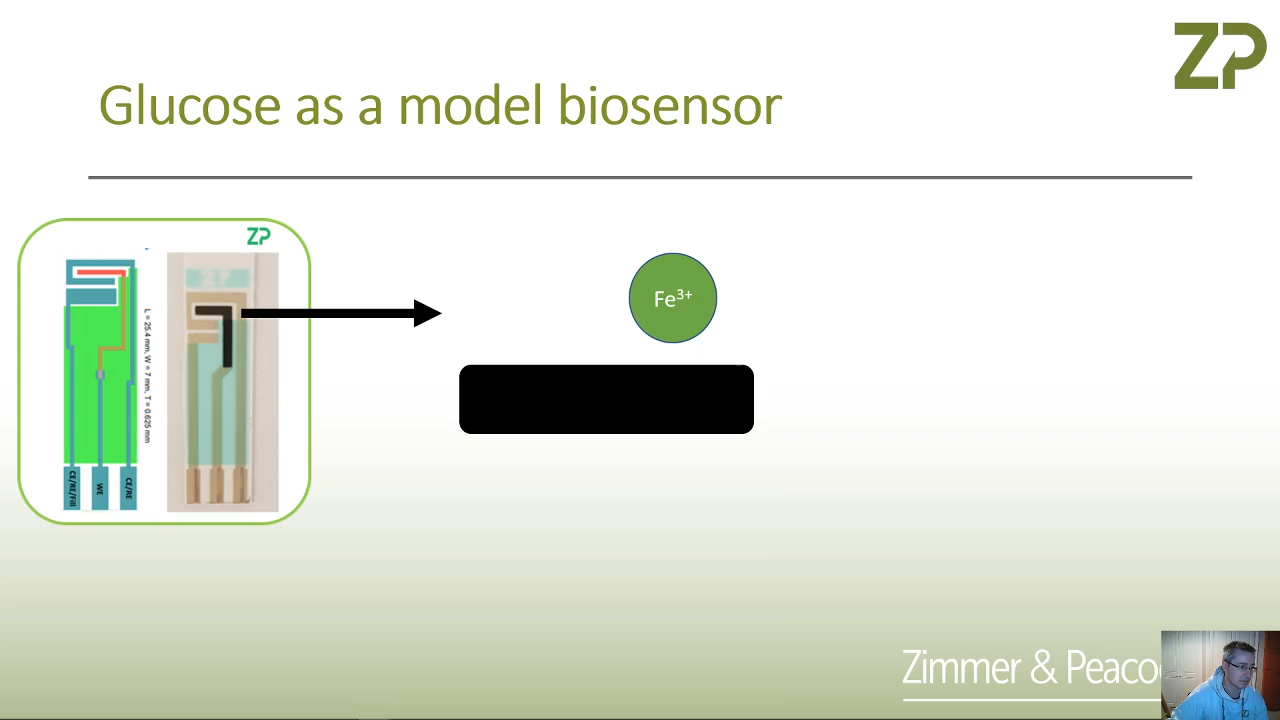 ZP
Glucose as a model biosensor
ZP
L = 25.4 mm, W = 7 mm, T = 0.625 mm
CE/RE/Fill
WE
CE/RE
Fe³⁺
Zimmer & Peaco